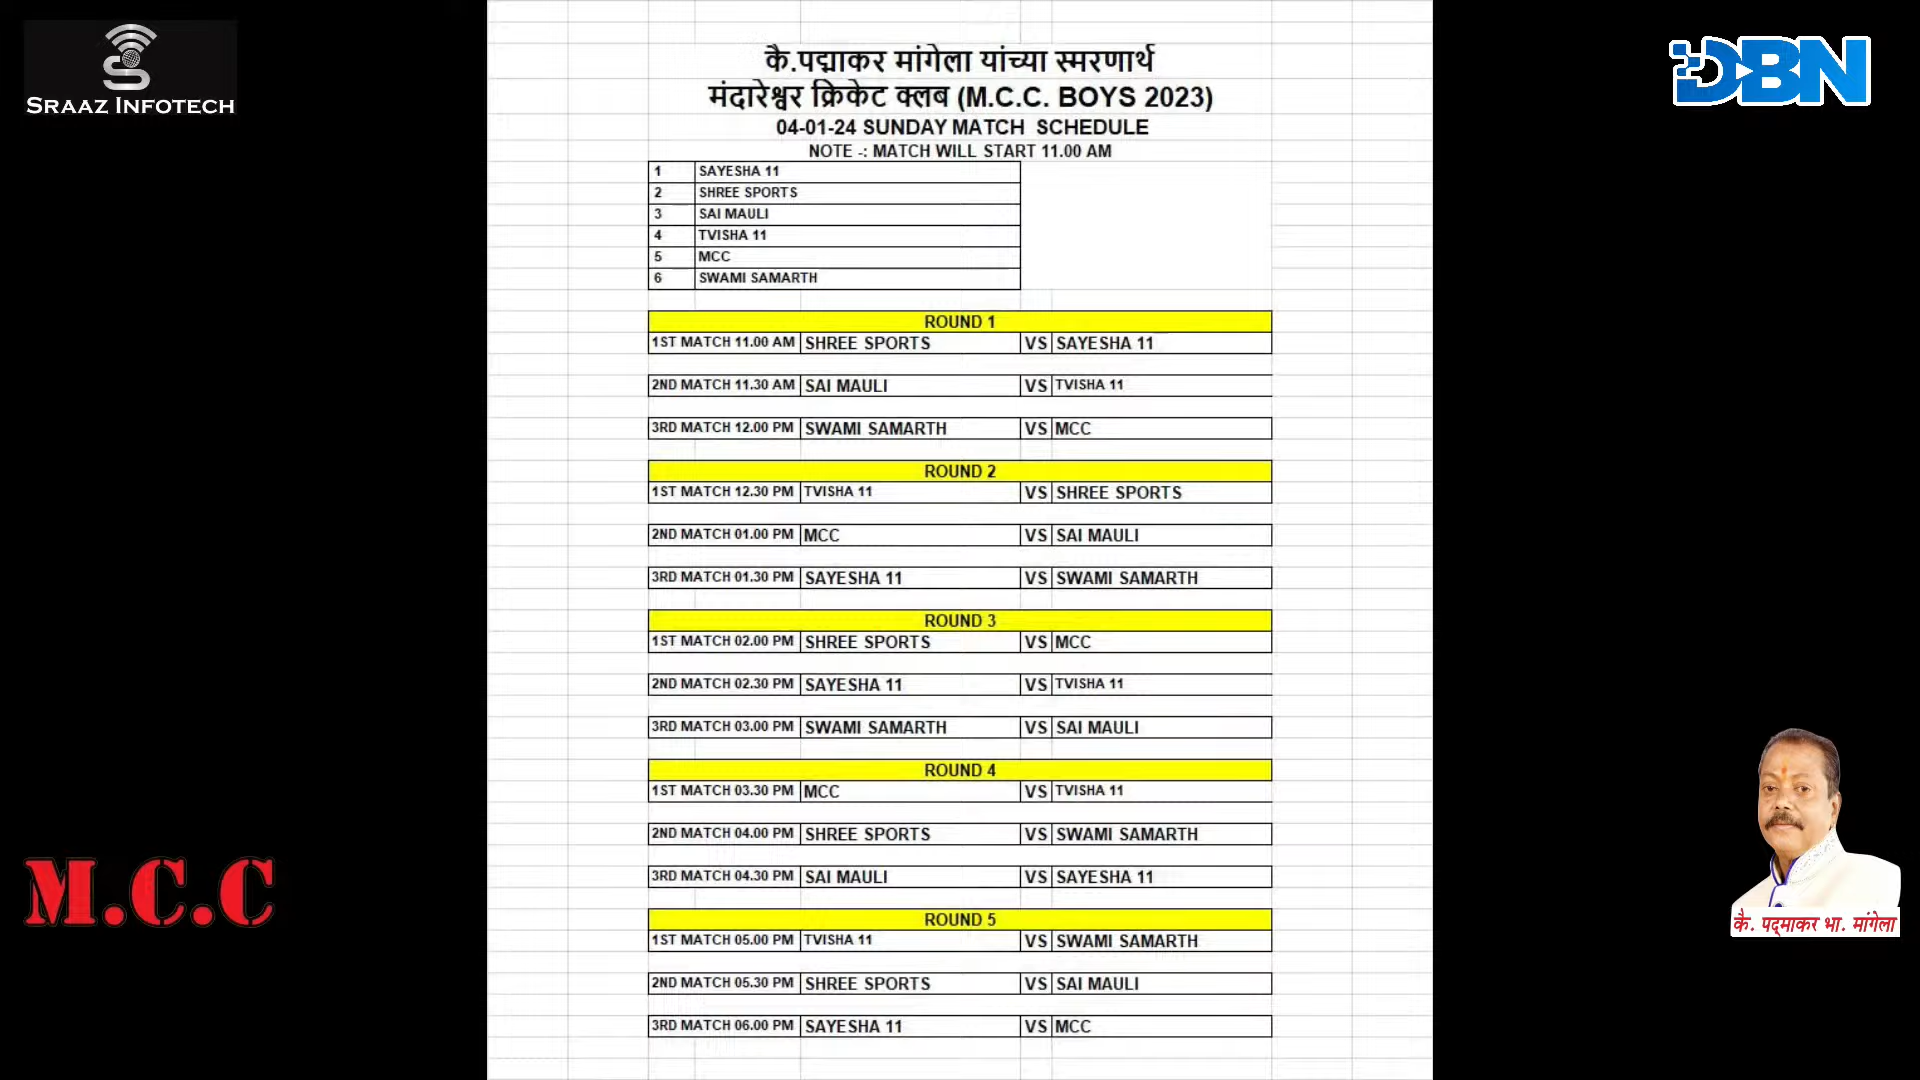 SRAAZ INFOTECH
DBN
कै.पद्माकर मांगेला यांच्या स्मरणार्थ
मंदारेश्वर क्रिकेट क्लब (M.C.C. BOYS 2023)
04-01-24 SUNDAY MATCH SCHEDULE
NOTE -: MATCH WILL START 11.00 AM
1 SAYESHA 11
2 SHREE SPORTS
3 SAI MAULI
4 TVISHA 11
5 MCC
6 SWAMI SAMARTH
ROUND 1
1ST MATCH 11.00 AM SHREE SPORTS VS SAYESHA 11
2ND MATCH 11.30 AM SAI MAULI VS TVISHA 11
3RD MATCH 12.00 PM SWAMI SAMARTH VS MCC
ROUND 2
1ST MATCH 12.30 PM TVISHA 11 VS SHREE SPORTS
2ND MATCH 01.00 PM MCC VS SAI MAULI
3RD MATCH 01.30 PM SAYESHA 11 VS SWAMI SAMARTH
ROUND 3
1ST MATCH 02.00 PM SHREE SPORTS VS MCC
2ND MATCH 02.30 PM SAYESHA 11 VS TVISHA 11
3RD MATCH 03.00 PM SWAMI SAMARTH VS SAI MAULI
ROUND 4
1ST MATCH 03.30 PM MCC VS TVISHA 11
2ND MATCH 04.00 PM SHREE SPORTS VS SWAMI SAMARTH
3RD MATCH 04.30 PM SAI MAULI VS SAYESHA 11
ROUND 5
1ST MATCH 05.00 PM TVISHA 11 VS SWAMI SAMARTH
2ND MATCH 05.30 PM SHREE SPORTS VS SAI MAULI
3RD MATCH 06.00 PM SAYESHA 11 VS MCC
M.C.C
कै. पद्माकर भा. मांगेला